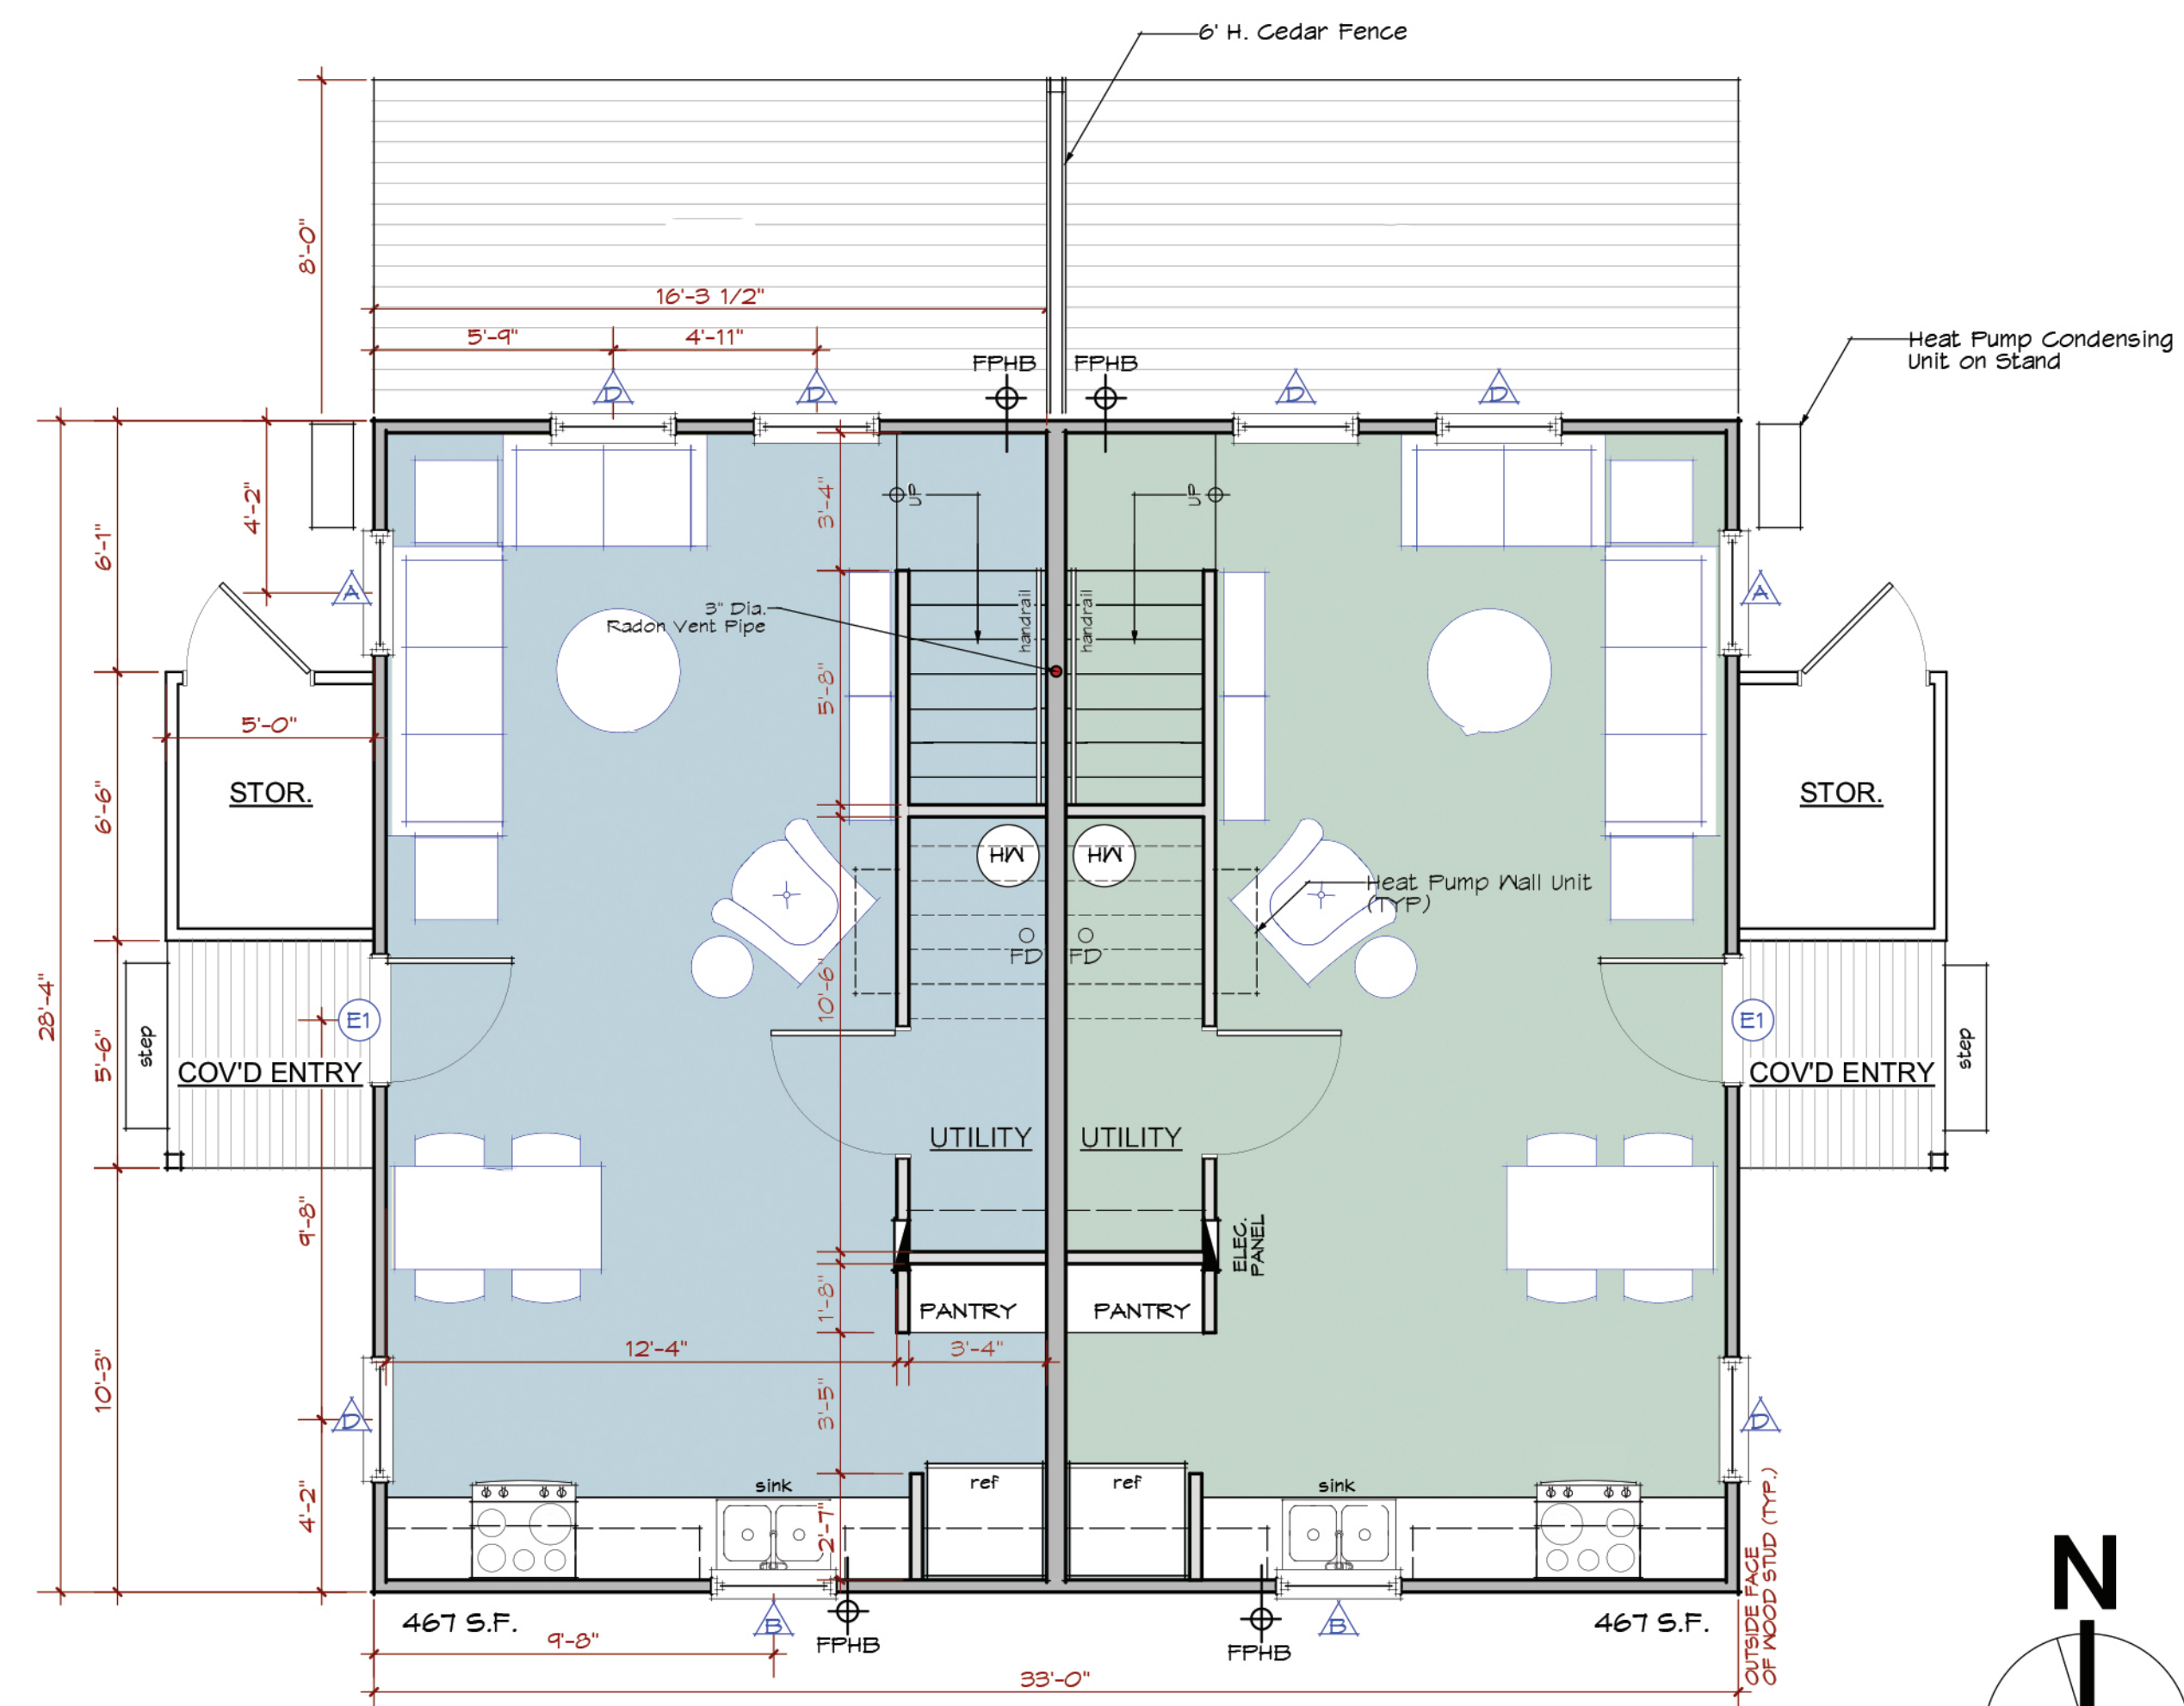 6' H. Cedar Fence
8'-0"
16'-3 1/2"
5'-9"
4'-11"
Heat Pump Condensing
Unit on Stand
FPHB
FPHB
D
D
D
D
4'-2"
6'-1"
3'-4"
UP
UP
A
A
3" Dia.
Radon Vent Pipe
handrail
handrail
5'-8"
5'-0"
STOR.
STOR.
6'-6"
WH
WH
Heat Pump Wall Unit
(TYP)
FD
FD
10'-6"
28'-4"
E1
E1
step
step
5'-6"
COV'D ENTRY
COV'D ENTRY
UTILITY
UTILITY
9'-8"
ELEC.
PANEL
1'-8"
PANTRY
PANTRY
12'-4"
3'-4"
10'-3"
3'-5"
D
D
sink
ref
ref
sink
4'-2"
2'-7"
OUTSIDE FACE
OF WOOD STUD (TYP.)
N
467 S.F.
467 S.F.
9'-8"
B
FPHB
FPHB
B
33'-0"